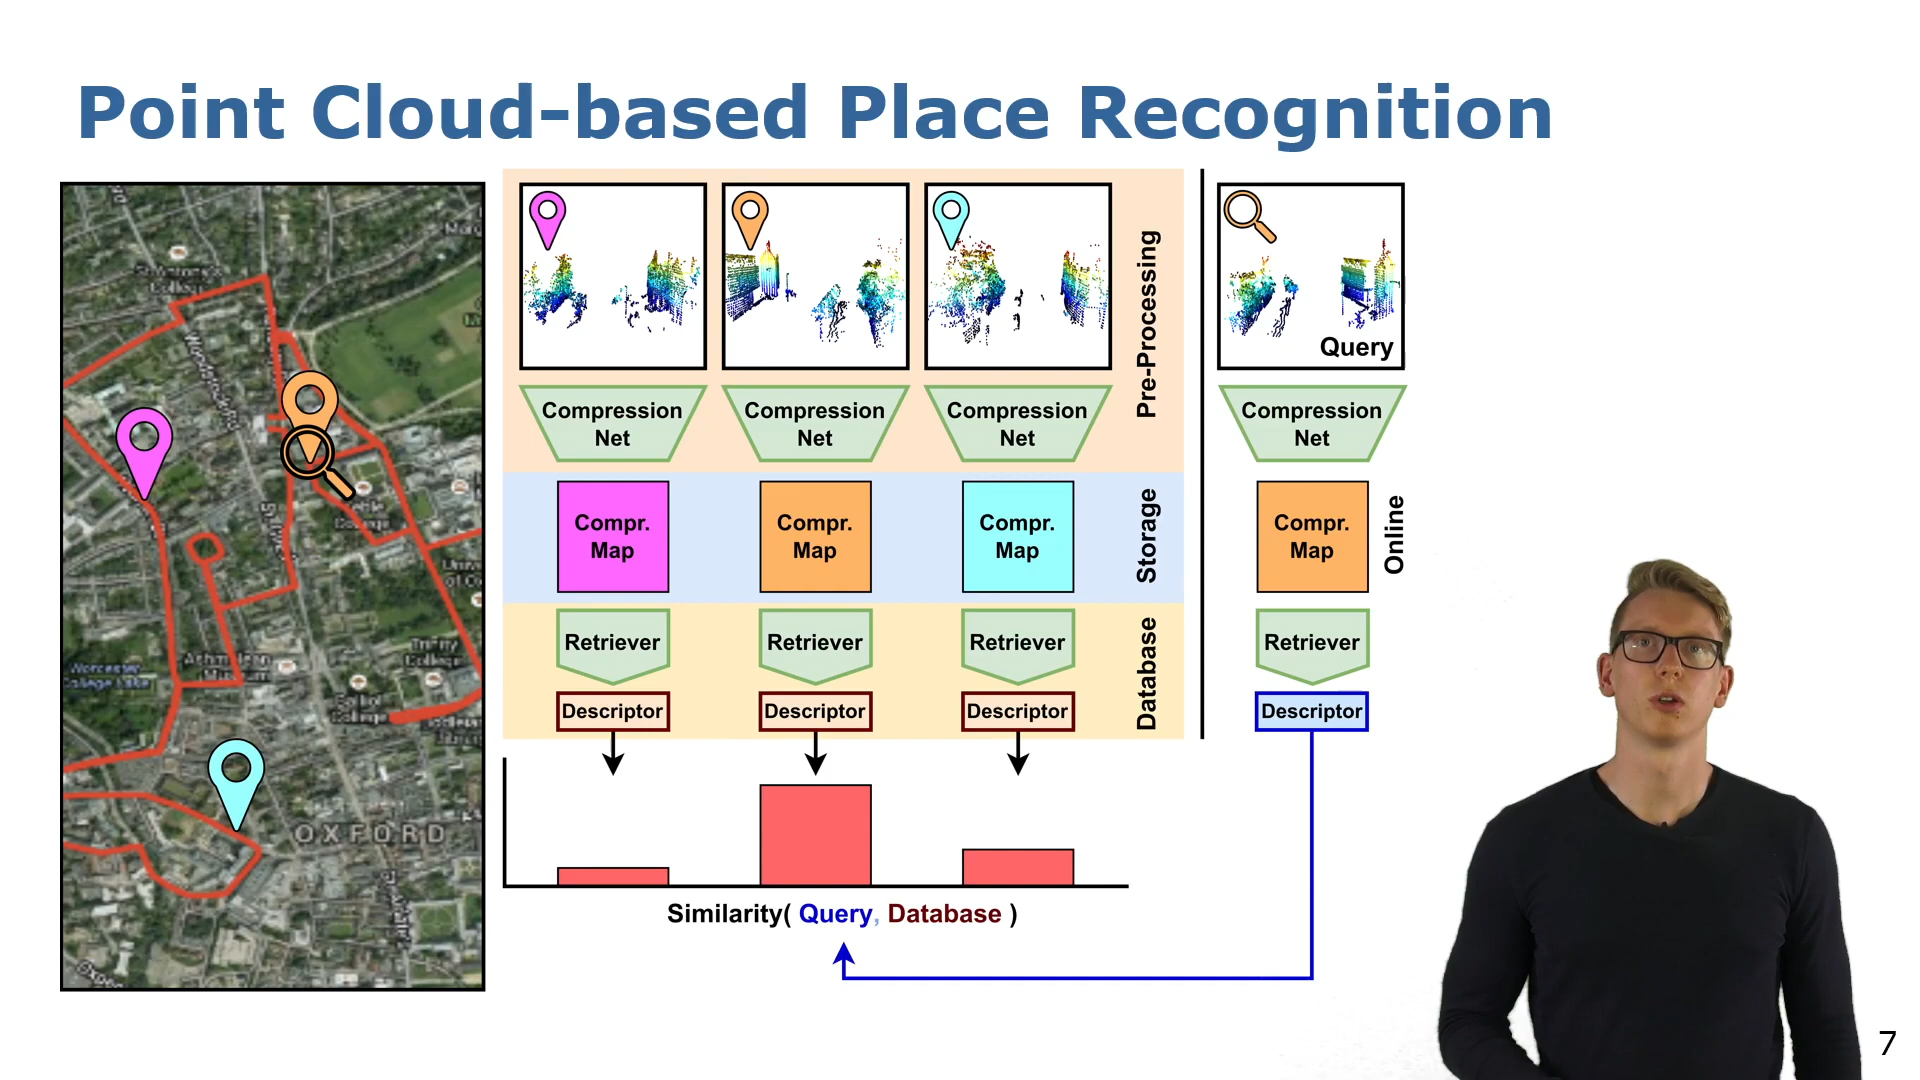 Point Cloud-based Place Recognition
College
OXFORD
Pre-Processing
Query
Compression
Net
Compression
Net
Compression
Net
Compression
Net
Compr.
Map
Compr.
Map
Compr.
Map
Storage
Compr.
Map
Online
Retriever
Retriever
Retriever
Database
Retriever
Descriptor
Descriptor
Descriptor
Descriptor
Similarity( Query, Database )
7